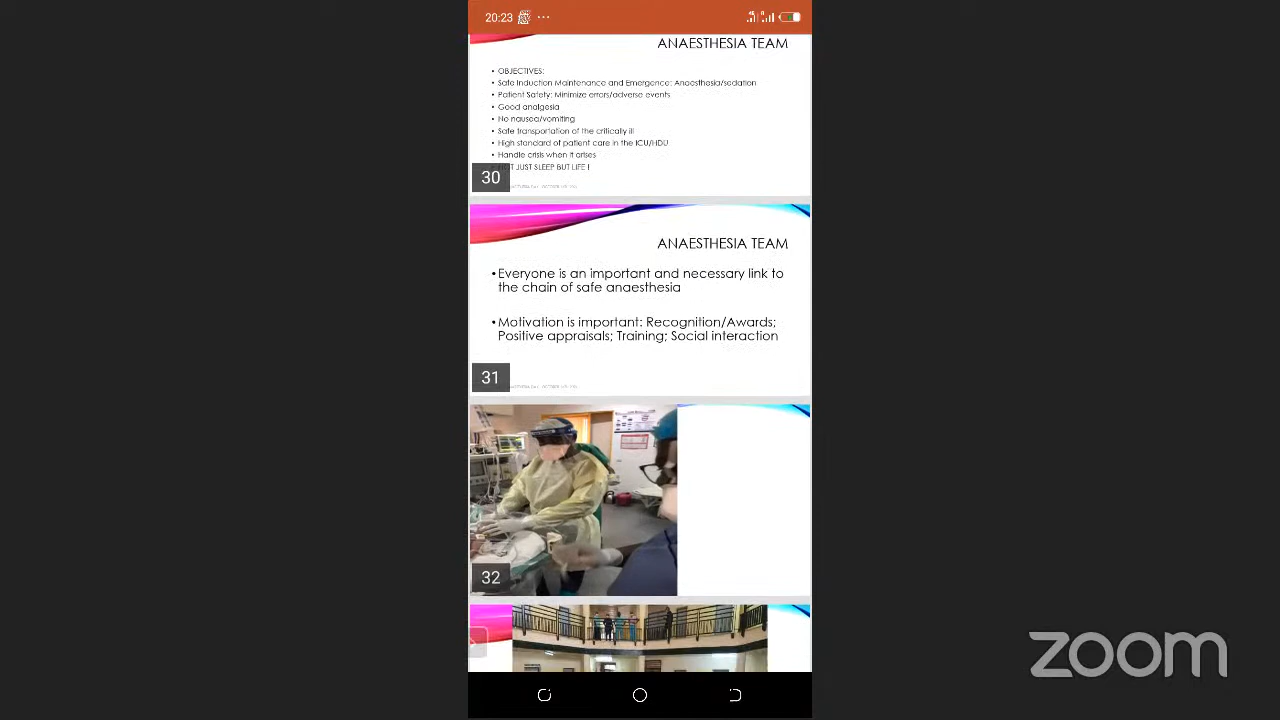 20:23
ANAESTHESIA TEAM
• OBJECTIVES:
• Safe Induction Maintenance and Emergence: Anaesthesia/sedation
• Patient Safety: Minimize errors/adverse events
• Good analgesia
• No nausea/vomiting
• Safe transportation of the critically ill
• High standard of patient care in the ICU/HDU
• Handle crisis when it arises
JUST SLEEP BUT LIFE !
30
ANAESTHESIA TEAM
• Everyone is an important and necessary link to
the chain of safe anaesthesia
• Motivation is important: Recognition/Awards;
Positive appraisals; Training; Social interaction
31
32
zoom